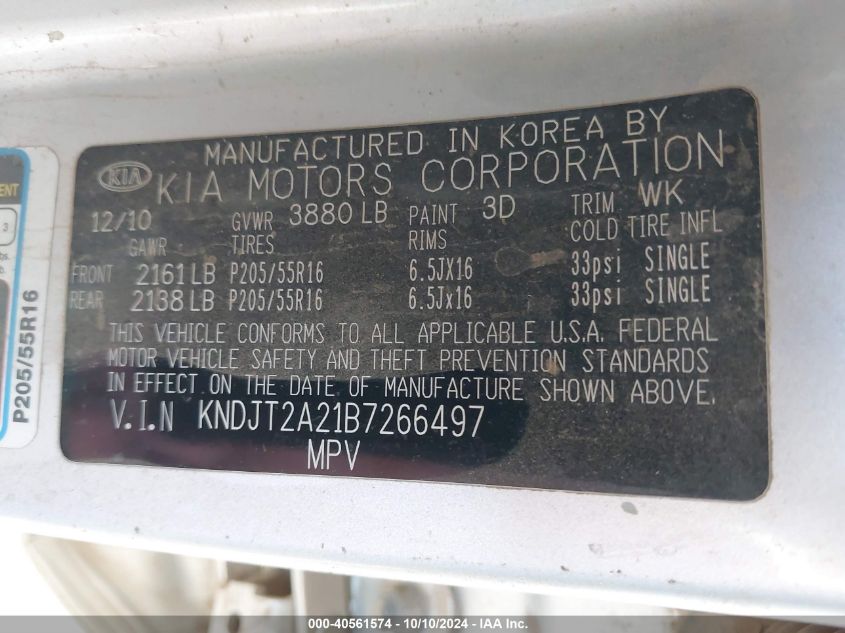 MANUFACTURED IN KOREA BY
KIA KIA MOTORS CORPORATION
12/10 GVWR 3880 LB PAINT 3D TRIM WK
GAWR TIRES RIMS COLD TIRE INFL
FRONT 2161 LB P205/55R16 6.5JX16 33psi SINGLE
REAR 2138 LB P205/55R16 6.5Jx16 33psi SINGLE
THIS VEHICLE CONFORMS TO ALL APPLICABLE U.S.A. FEDERAL
MOTOR VEHICLE SAFETY AND THEFT PREVENTION STANDARDS
IN EFFECT ON THE DATE OF MANUFACTURE SHOWN ABOVE.
V.I.N KNDJT2A21B7266497
MPV
3
P205/55R16
000-40561574 - 10/10/2024 - IAA Inc.